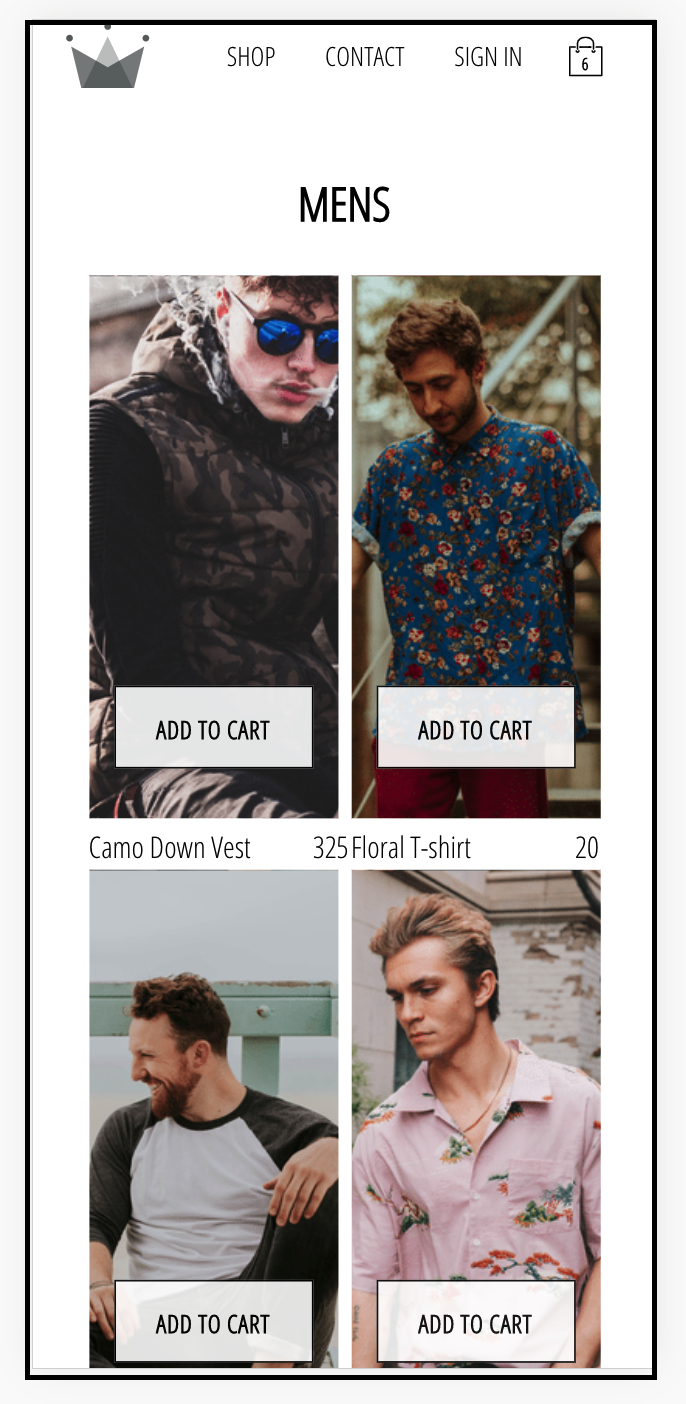 SHOP CONTACT SIGN IN 6
MENS
ADD TO CART ADD TO CART
Camo Down Vest 325 Floral T-shirt 20
ADD TO CART ADD TO CART